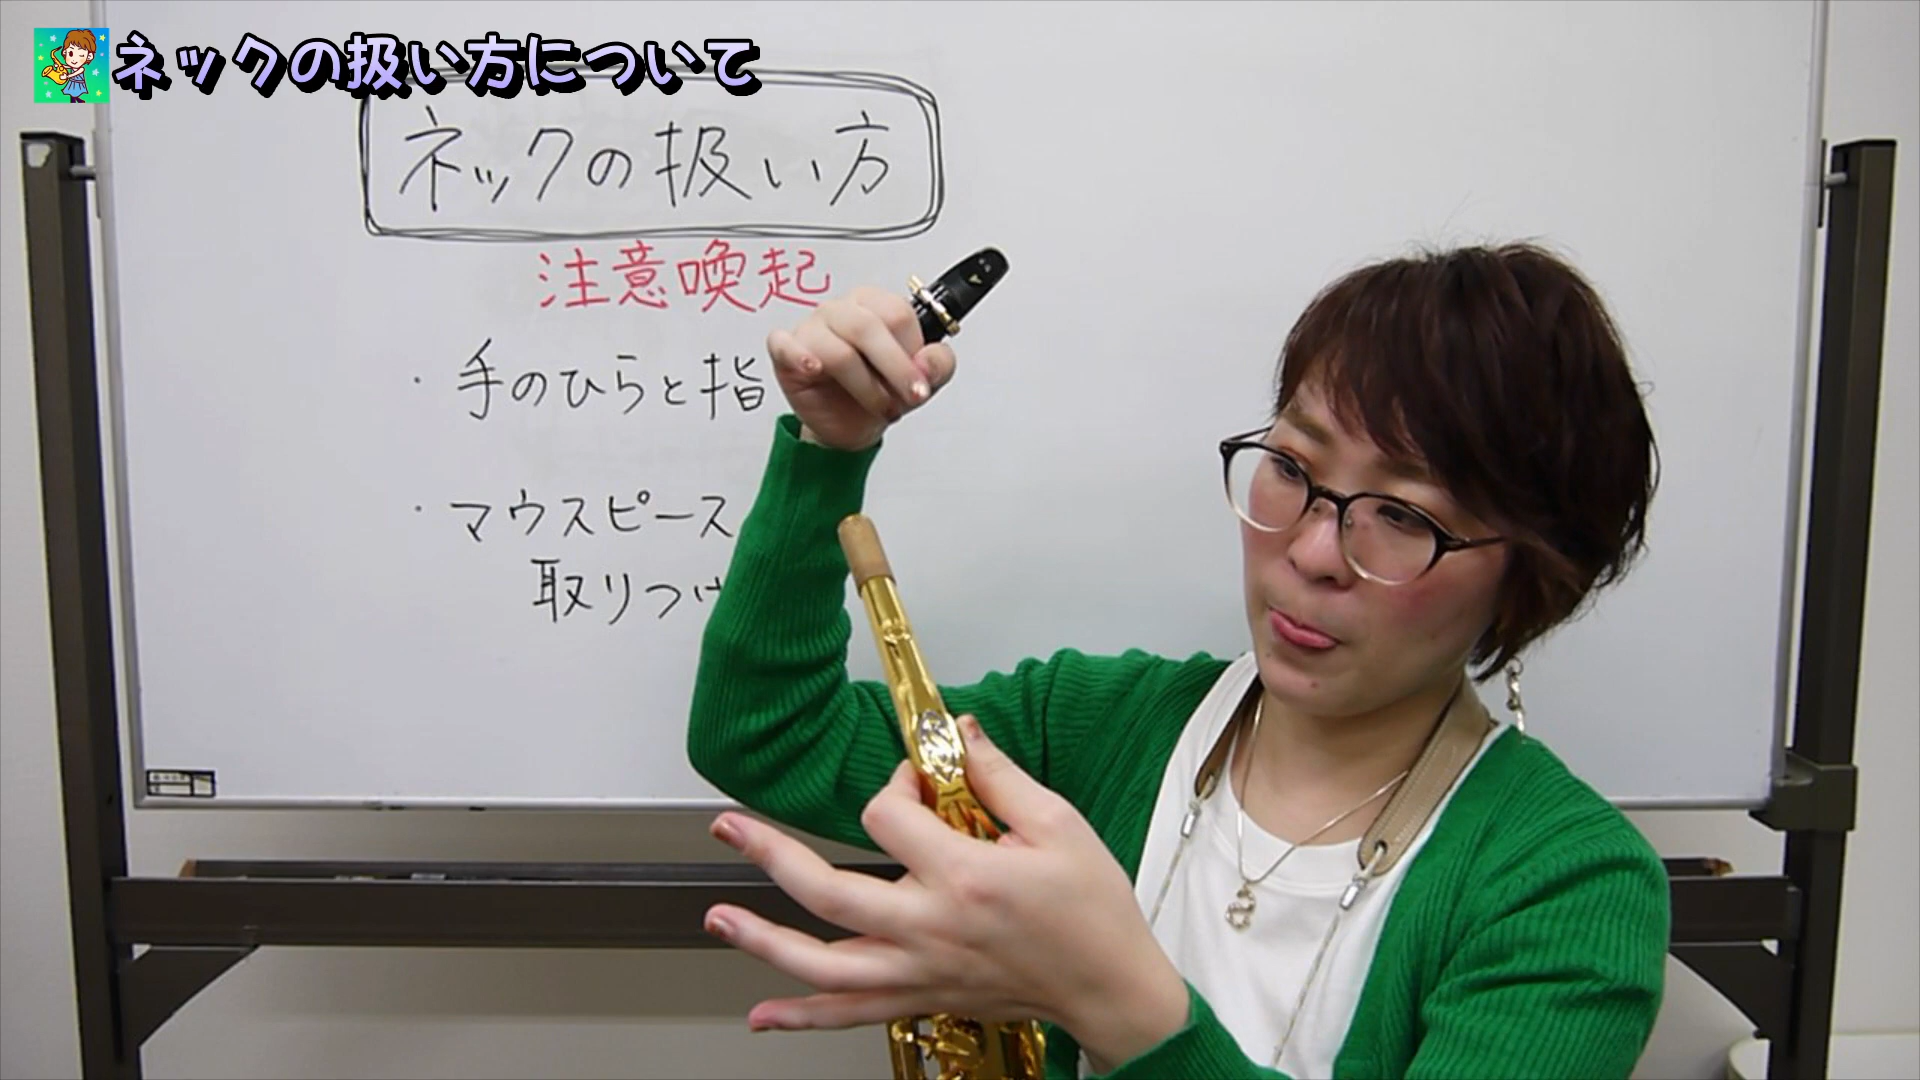 ネックの扱い方について
ネックの扱い方
注意喚起
・手のひらと指
・マウスピース
取りつけ